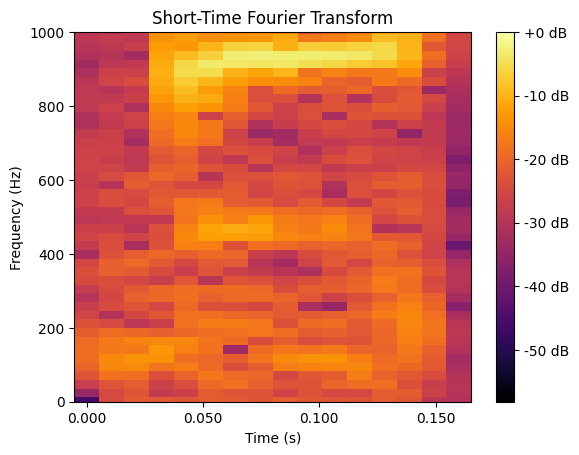 Short-Time Fourier Transform
1000
800
600
400
200
0
Frequency (Hz)
0.000
0.050
0.100
0.150
Time (s)
+0 dB
-10 dB
-20 dB
-30 dB
-40 dB
-50 dB